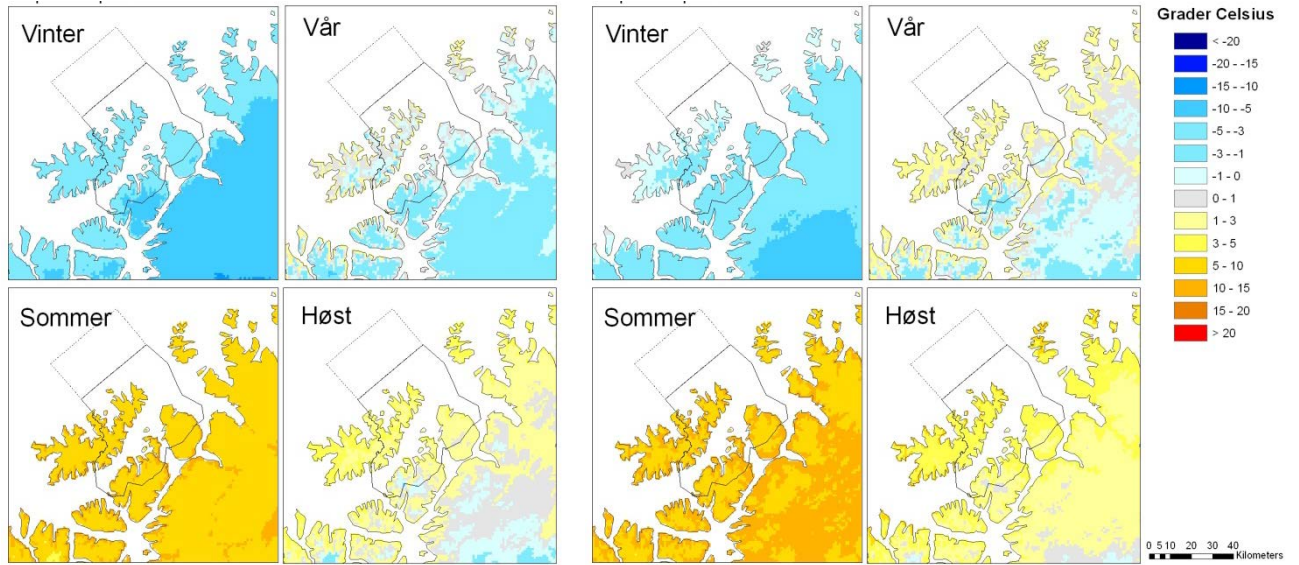 Vinter
Vår
Vinter
Vår
Grader Celsius
< -20
-20 - -15
-15 - -10
-10 - -5
-5 - -3
-3 - -1
-1 - 0
0 - 1
1 - 3
3 - 5
5 - 10
10 - 15
15 - 20
> 20
Sommer
Høst
Sommer
Høst
0 5 10 20 30 40
Kilometers